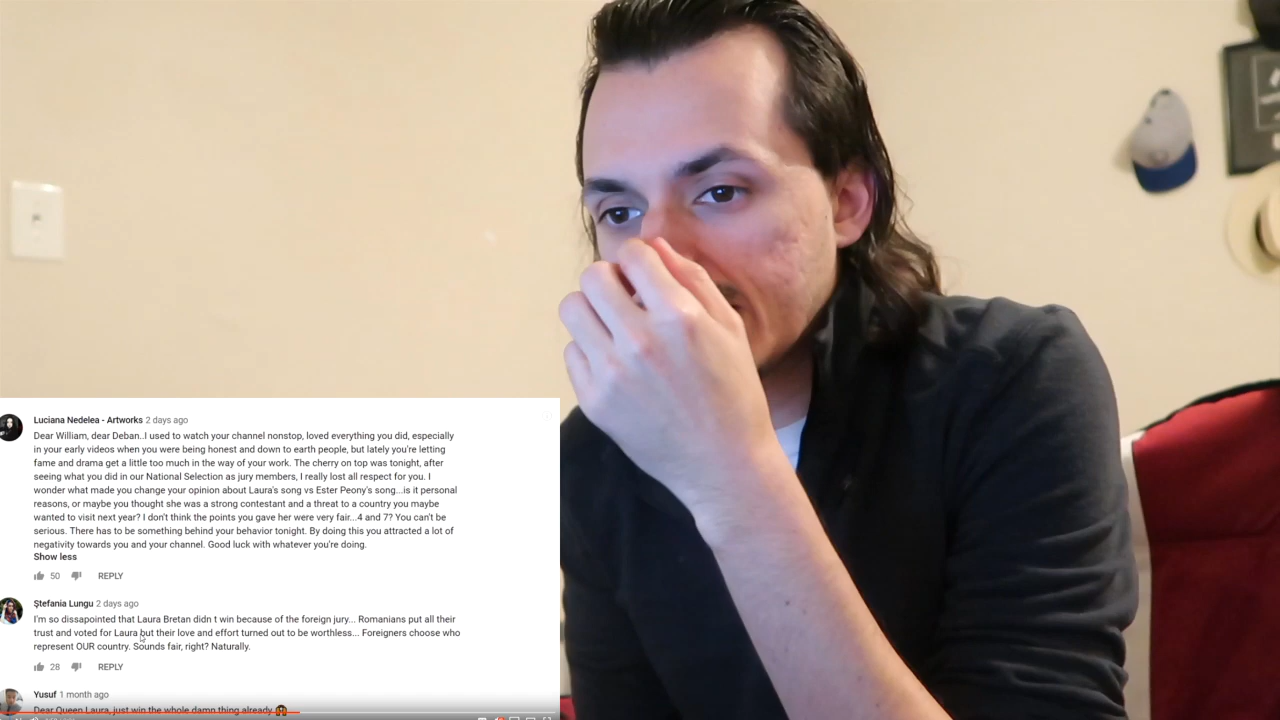 Luciana Nedelea - Artworks 2 days ago
Dear William, dear Deban..I used to watch your channel nonstop, loved everything you did, especially
in your early videos when you were being honest and down to earth people, but lately you're letting
fame and drama get a little too much in the way of your work. The cherry on top was tonight, after
seeing what you did in our National Selection as jury members, I really lost all respect for you. I
wonder what made you change your opinion about Laura's song vs Ester Peony's song...is it personal
reasons, or maybe you thought she was a strong contestant and a threat to a country you maybe
wanted to visit next year? I don't think the points you gave her were very fair...4 and 7? You can't be
serious. There has to be something behind your behavior tonight. By doing this you attracted a lot of
negativity towards you and your channel. Good luck with whatever you're doing.
Show less
50 REPLY
Ștefania Lungu 2 days ago
I'm so dissapointed that Laura Bretan didn t win because of the foreign jury... Romanians put all their
trust and voted for Laura but their love and effort turned out to be worthless... Foreigners choose who
represent OUR country. Sounds fair, right? Naturally.
28 REPLY
Yusuf 1 month ago
Dear Queen Laura, just win the whole damn thing already